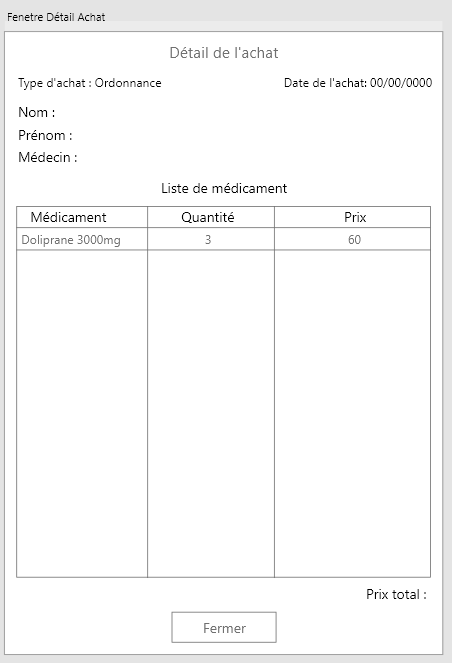 Fenetre Détail Achat
Détail de l'achat
Type d'achat : Ordonnance Date de l'achat: 00/00/0000
Nom :
Prénom :
Médecin :
Liste de médicament
Médicament Quantité Prix
Doliprane 3000mg 3 60
Prix total :
Fermer